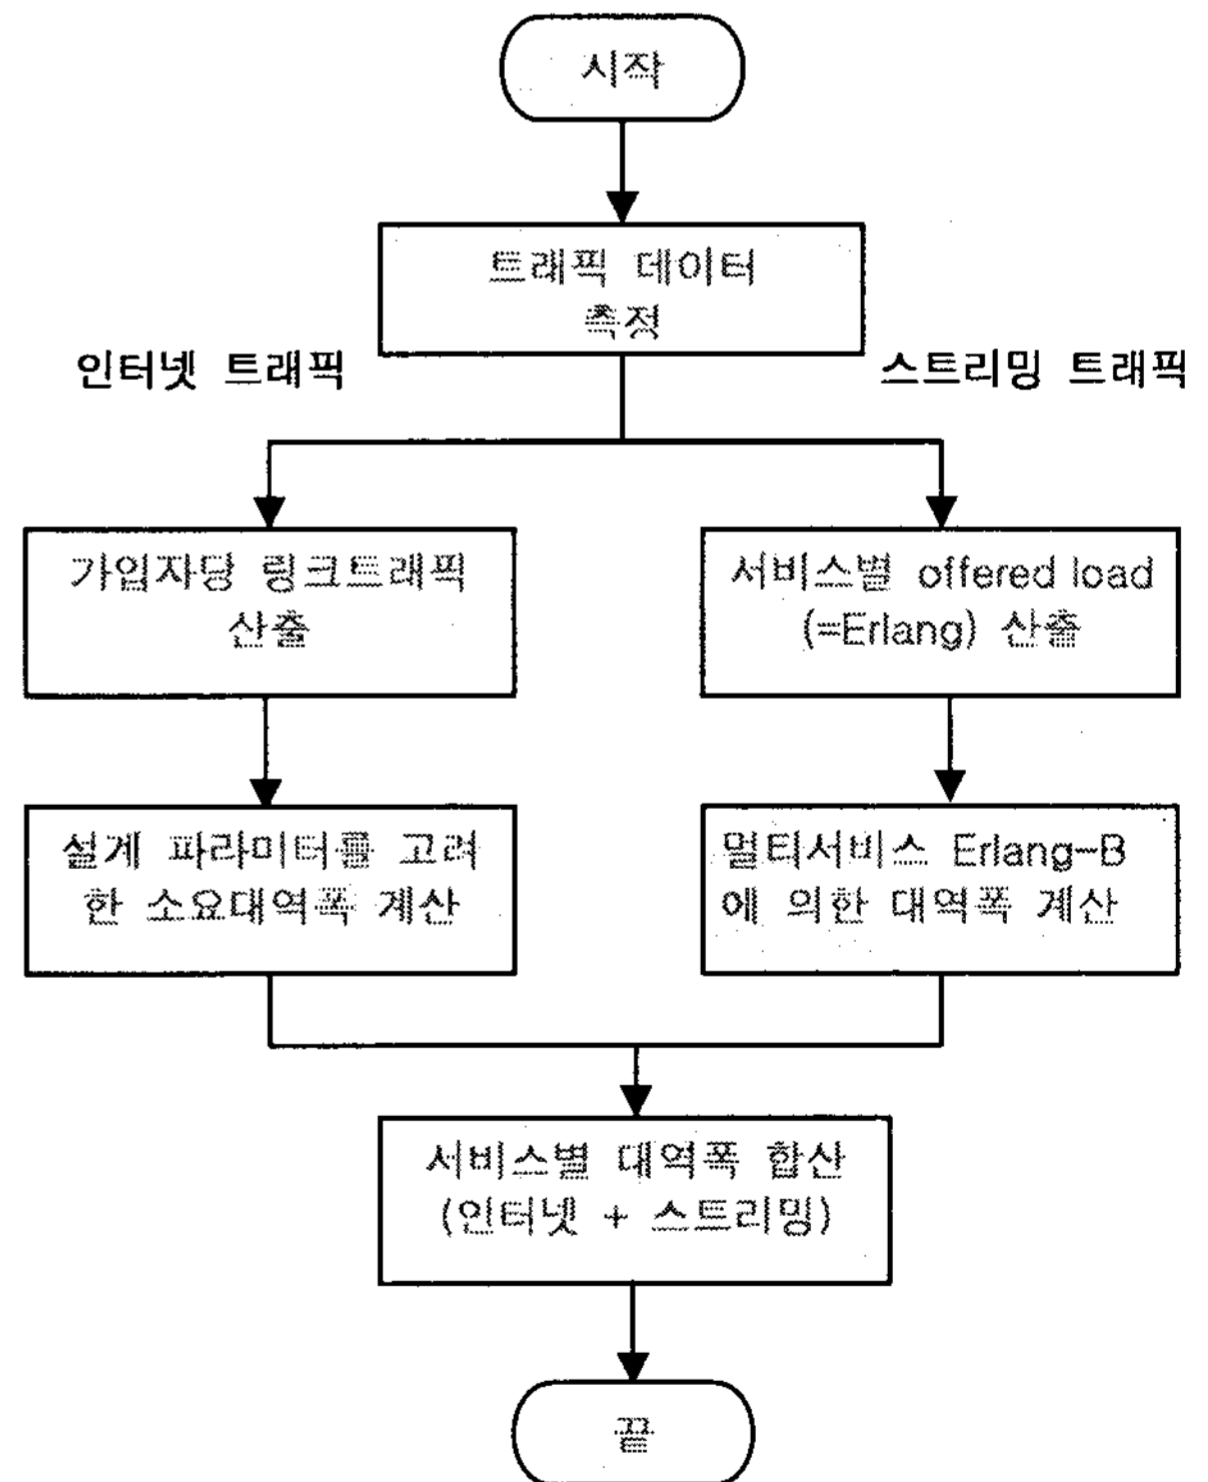 시작
트래픽 데이터
측정
인터넷 트래픽
스트리밍 트래픽
가입자당 링크트래픽
산출
서비스별 offered load
(=Erlang) 산출
설계 파라미터를 고려
한 소요대역폭 계산
멀티서비스 Erlang-B
에 의한 대역폭 계산
서비스별 대역폭 합산
(인터넷 + 스트리밍)
끝